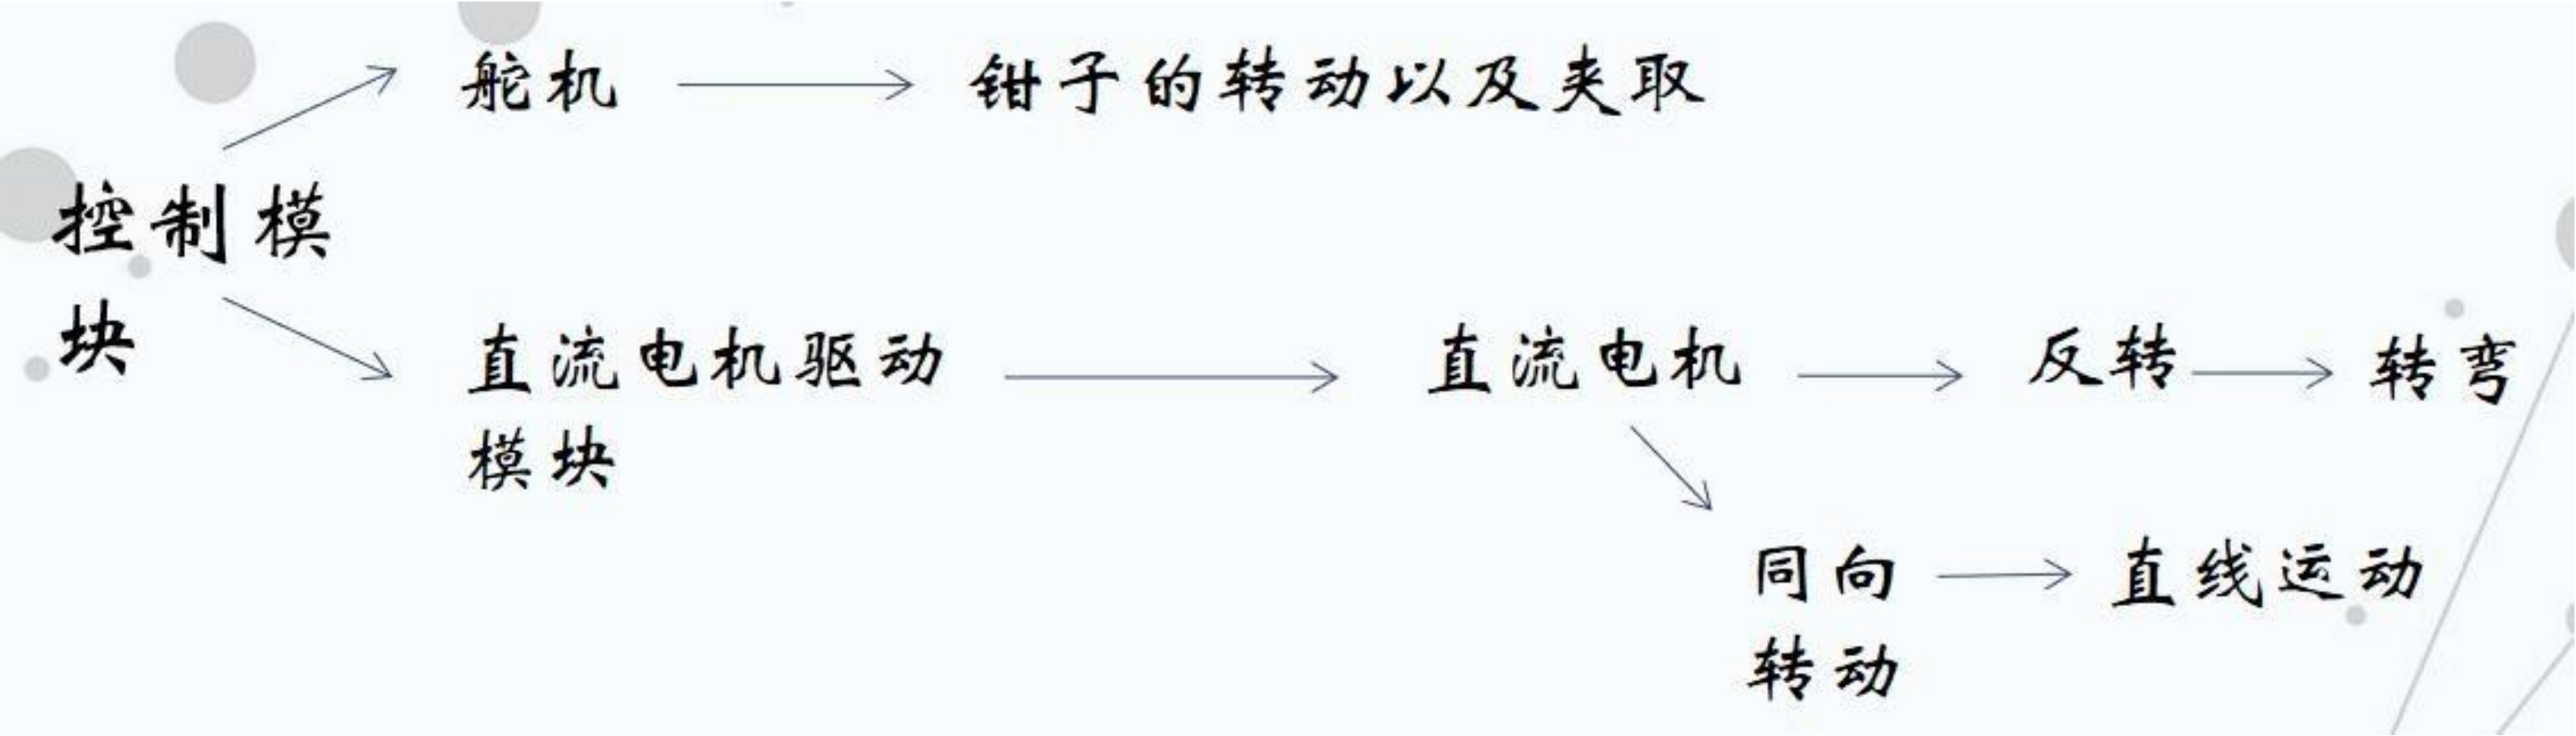 舵机
钳子的转动以及夹取
控制模
块
直流电机驱动
模块
直流电机
反转
转弯
同向
转动
直线运动